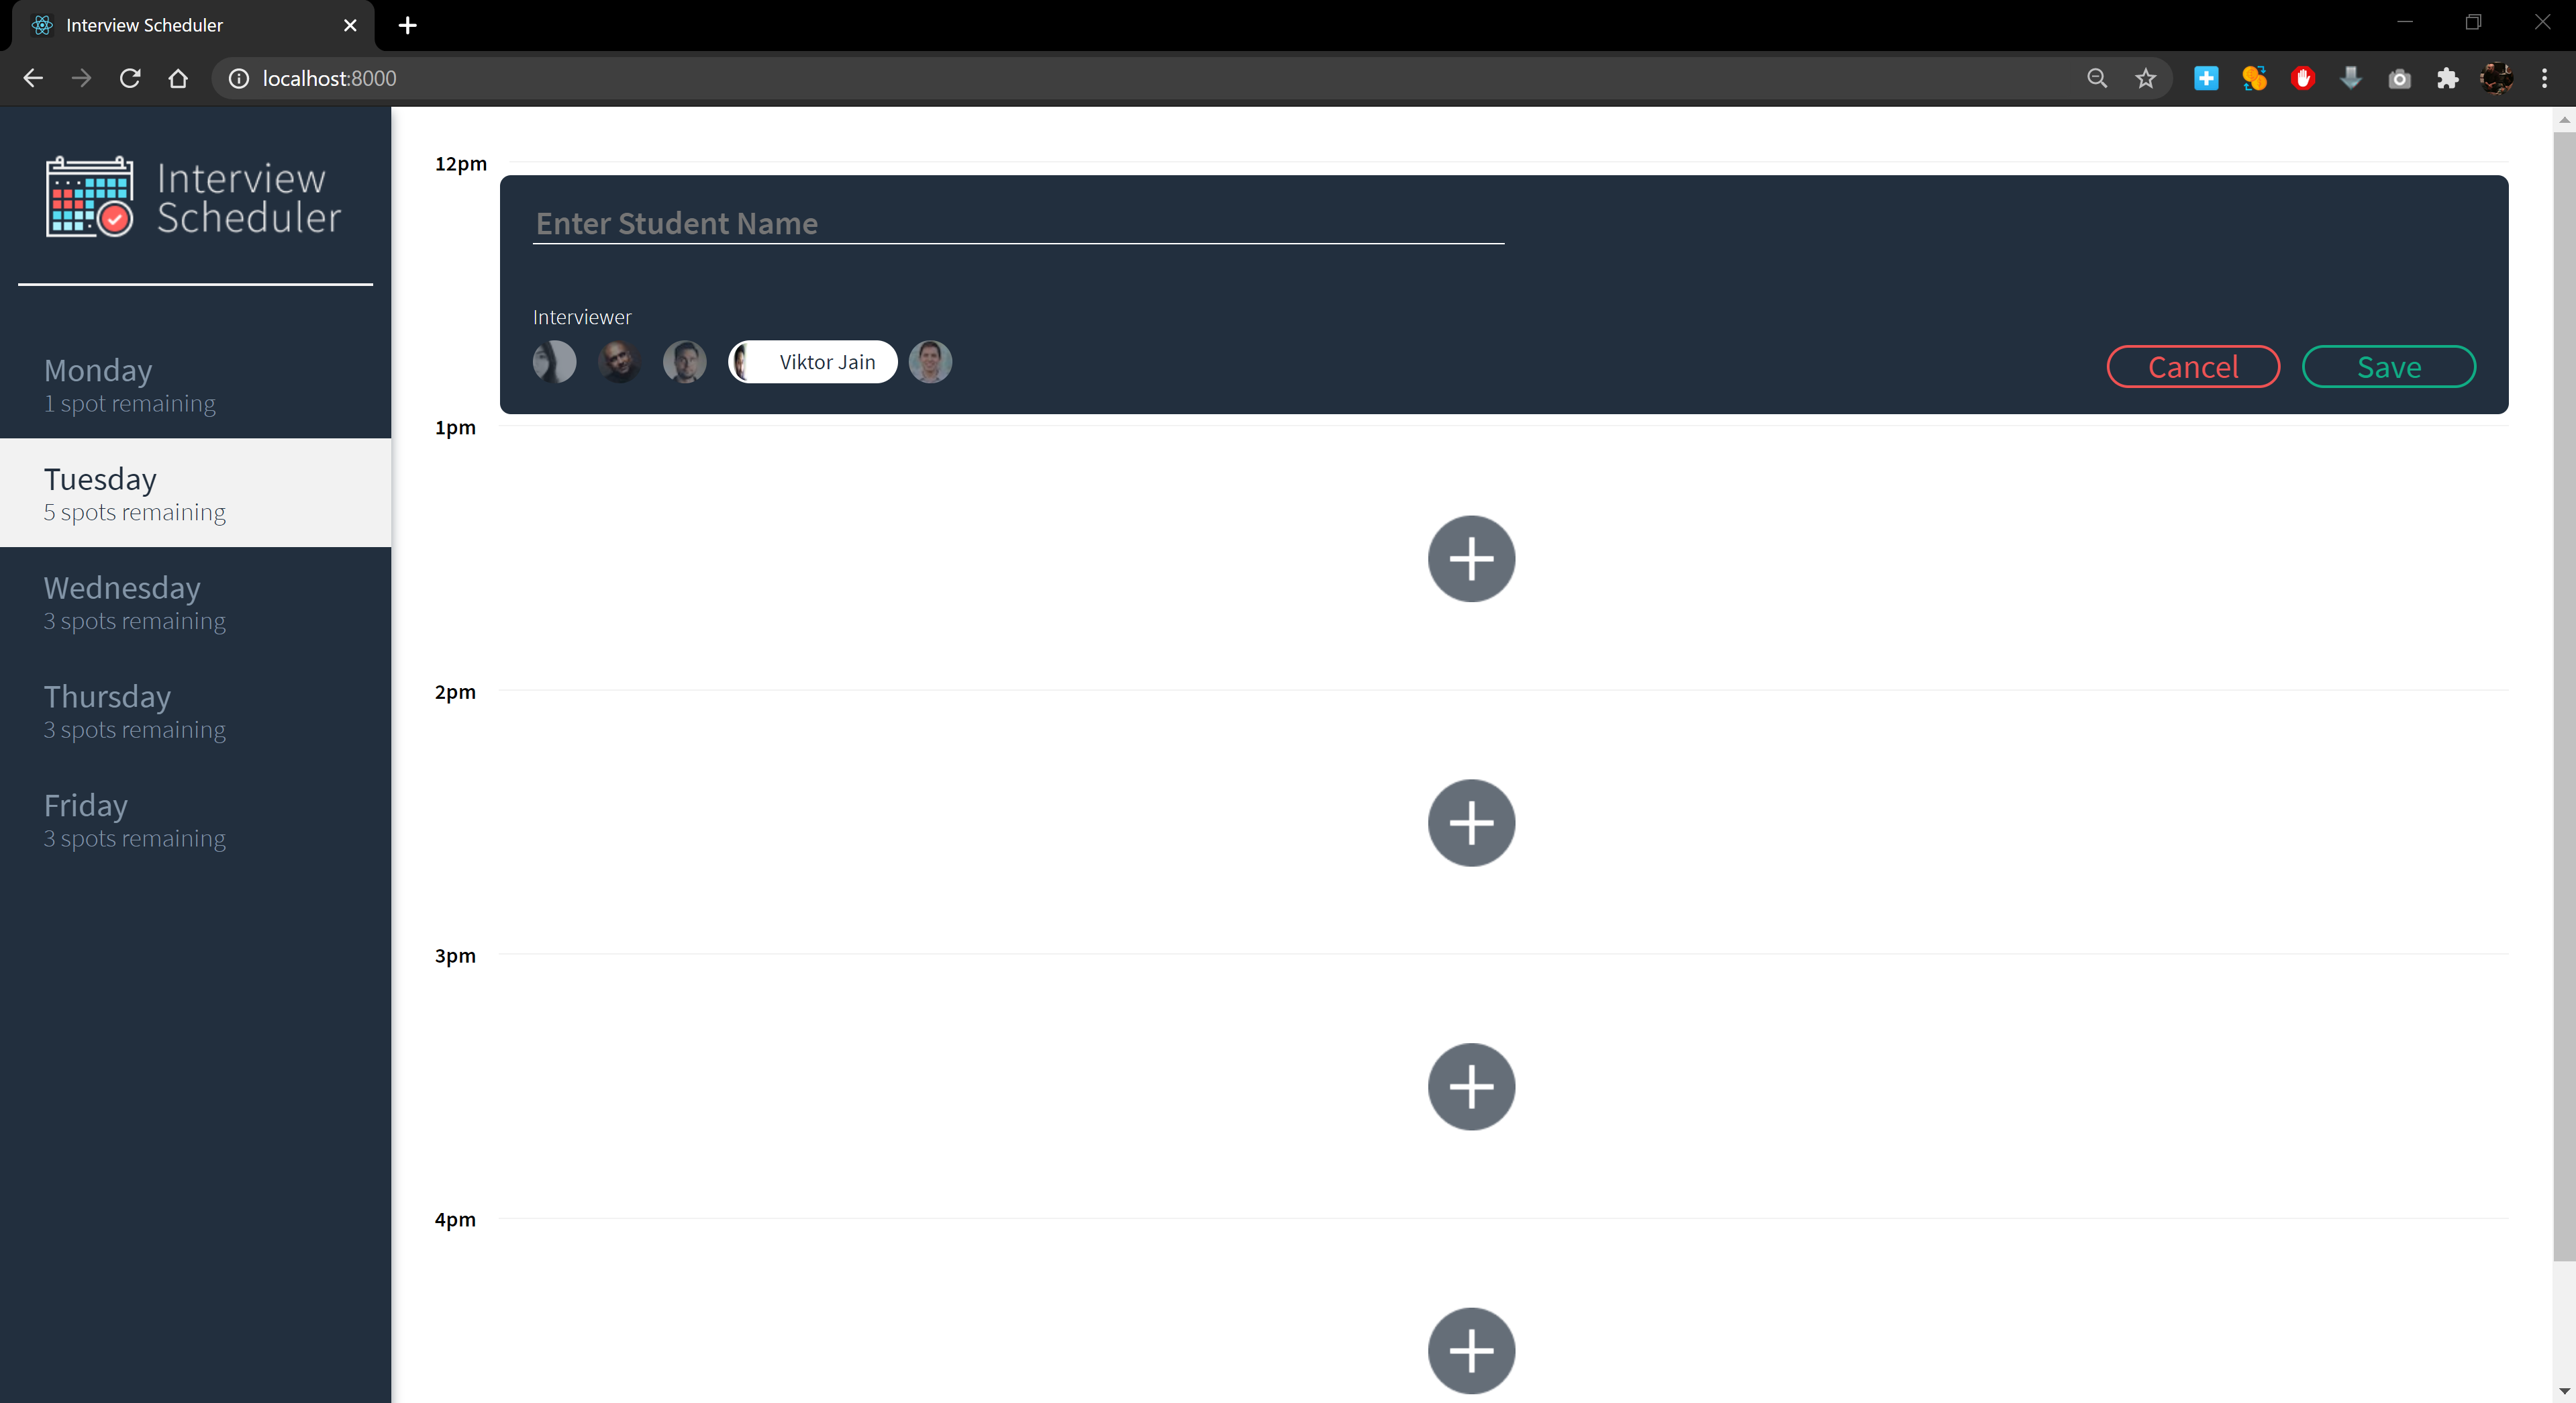 Interview Scheduler
localhost:8000
Interview
Scheduler
Monday
1 spot remaining
Tuesday
5 spots remaining
Wednesday
3 spots remaining
Thursday
3 spots remaining
Friday
3 spots remaining
12pm
Enter Student Name
Interviewer
Viktor Jain
Cancel
Save
1pm
2pm
3pm
4pm